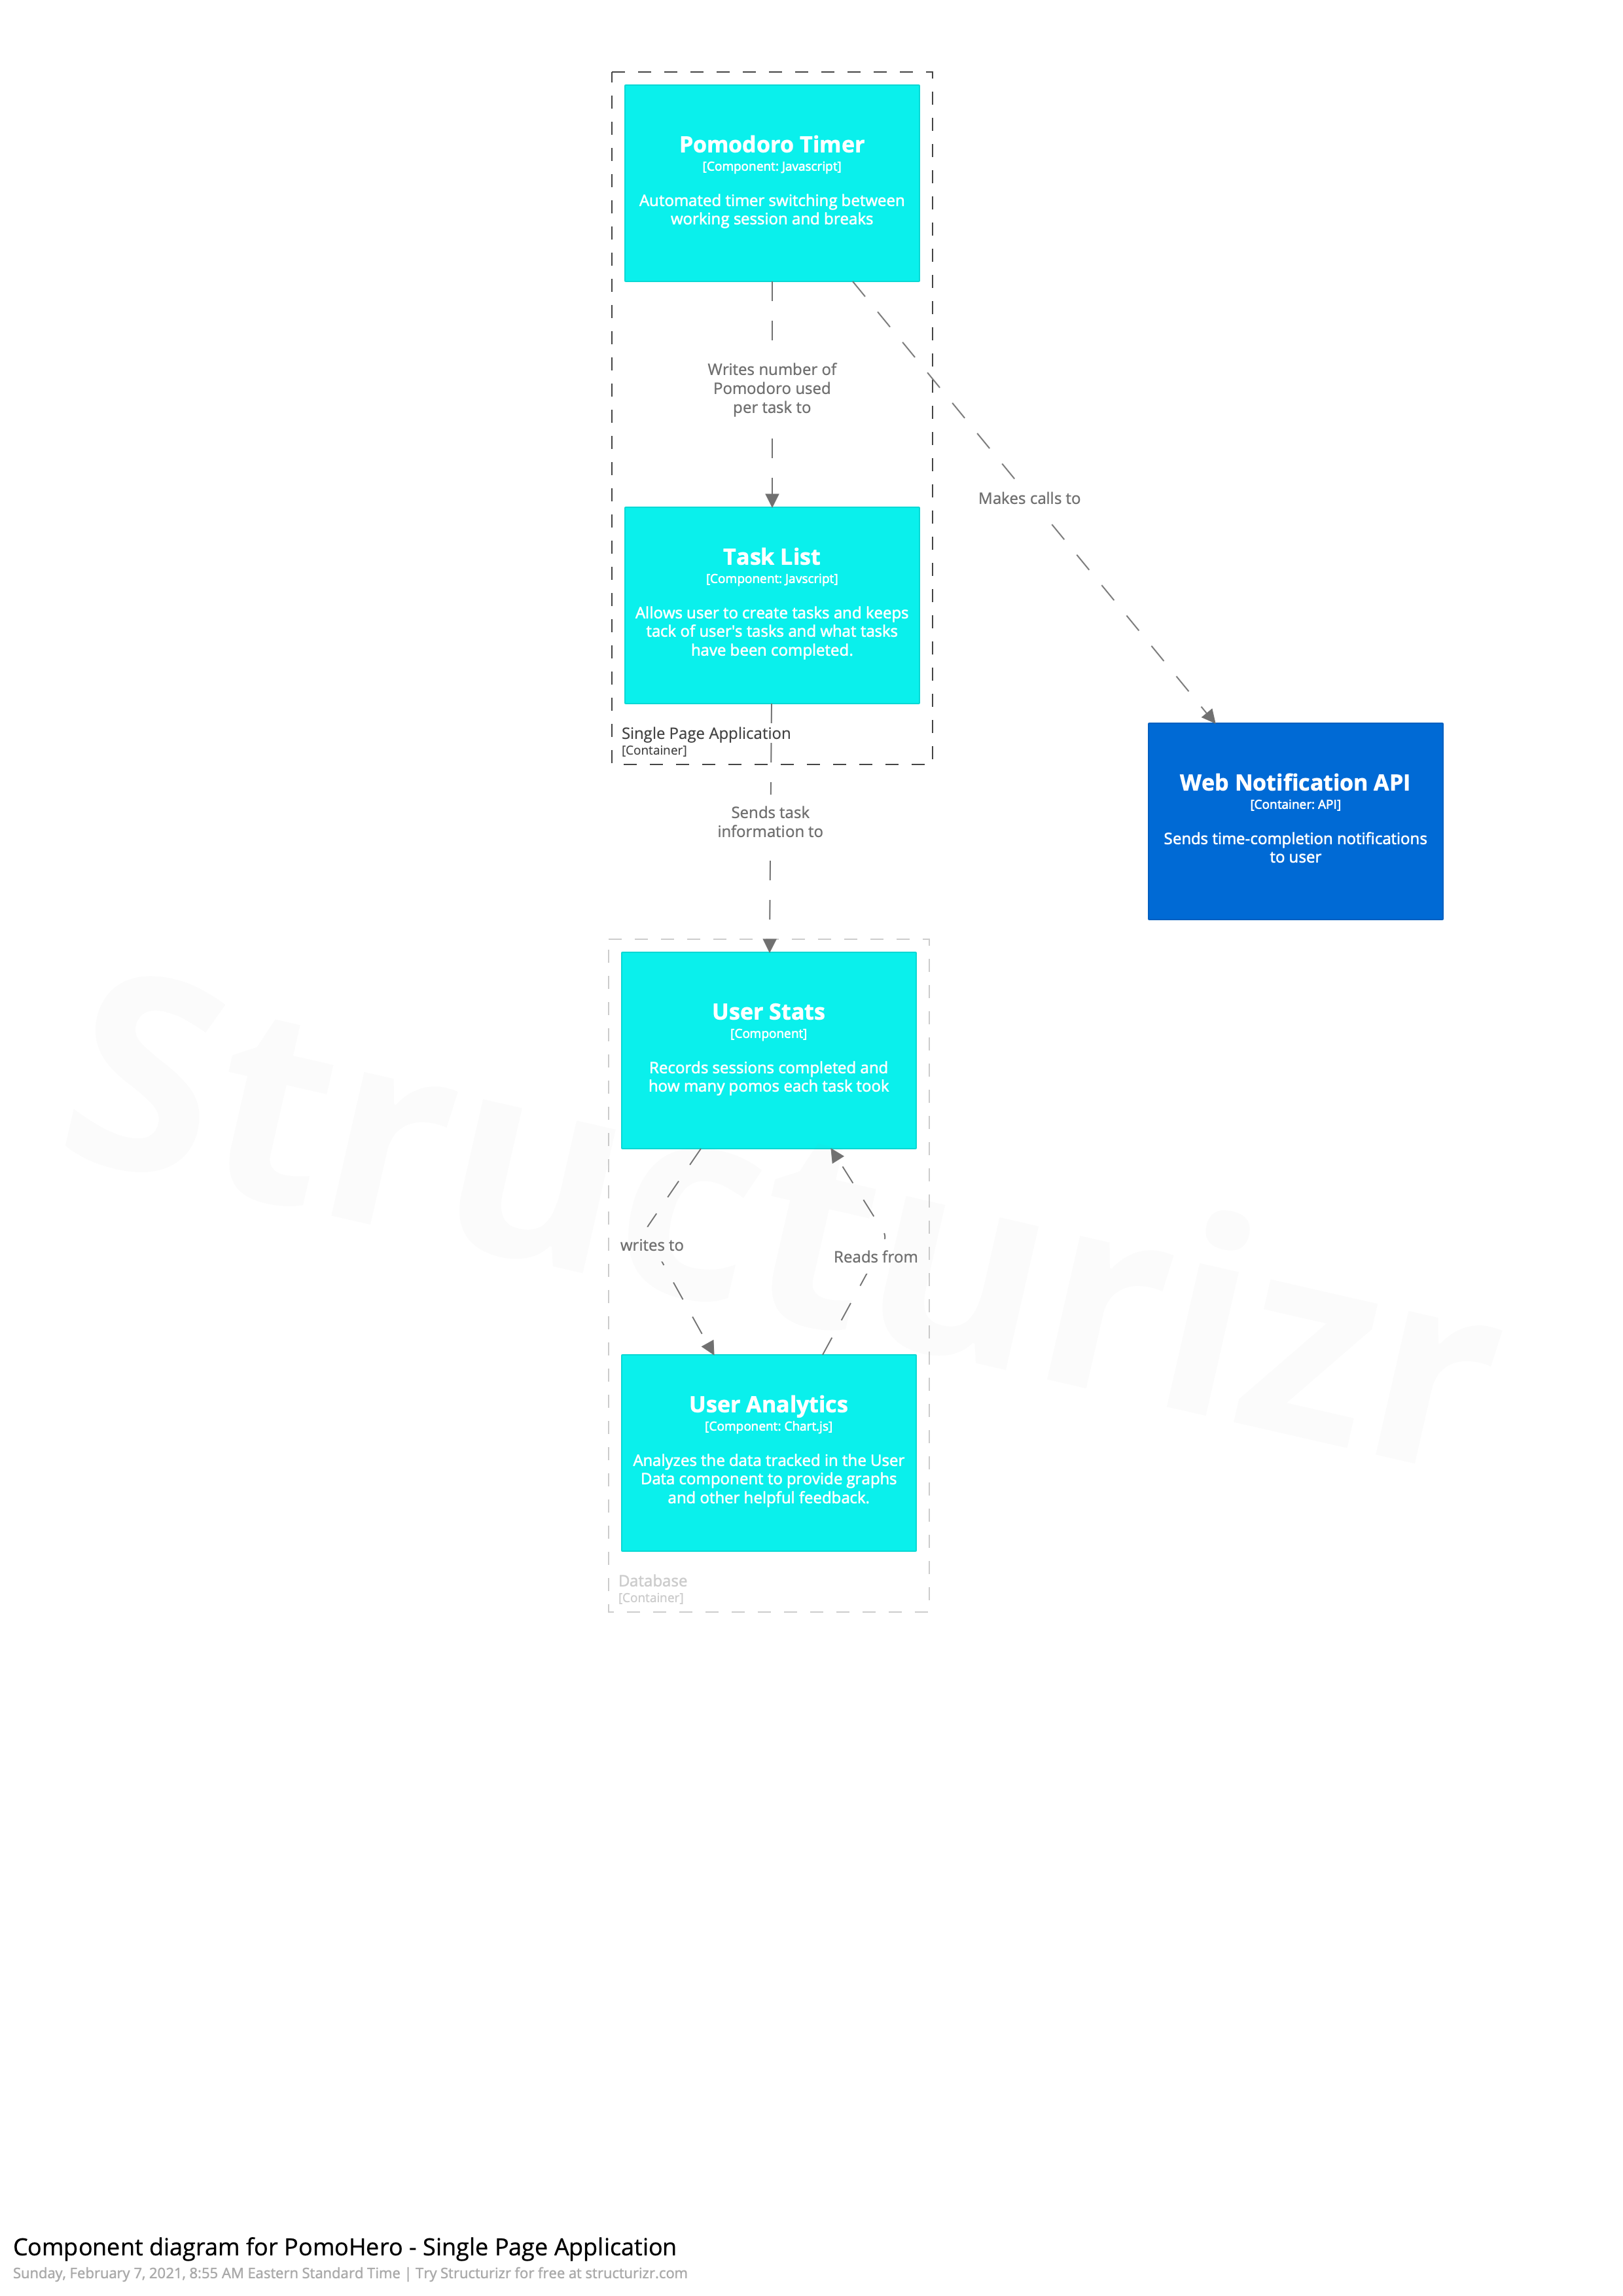 Pomodoro Timer
[Component: Javascript]
Automated timer switching between
working session and breaks
Writes number of
Pomodoro used
per task to
Makes calls to
Task List
[Component: Javscript]
Allows user to create tasks and keeps
tack of user's tasks and what tasks
have been completed.
Single Page Application
[Container]
Web Notification API
[Container: API]
Sends time-completion notifications
to user
Sends task
information to
User Stats
[Component]
Records sessions completed and
how many pomos each task took
writes to
Reads from
User Analytics
[Component: Chart.js]
Analyzes the data tracked in the User
Data component to provide graphs
and other helpful feedback.
Database
[Container]
Structurizr
Component diagram for PomoHero - Single Page Application
Sunday, February 7, 2021, 8:55 AM Eastern Standard Time | Try Structurizr for free at structurizr.com